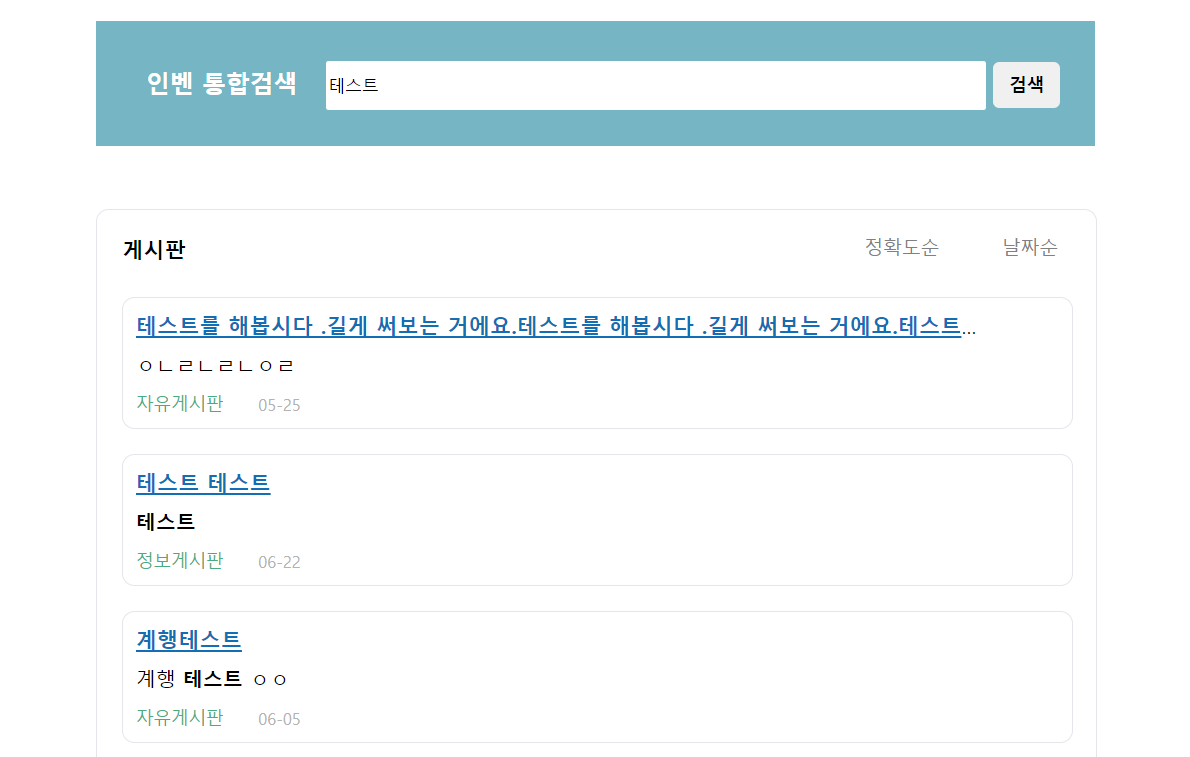 인벤 통합검색 테스트 검색
게시판 정확도순 날짜순
테스트를 해봅시다 .길게 써보는 거에요.테스트를 해봅시다 .길게 써보는 거에요.테스트...
ㅇㄴㄹㄴㄹㄴㅇㄹ
자유게시판 05-25
테스트 테스트
테스트
정보게시판 06-22
계행테스트
계행 테스트 ㅇㅇ
자유게시판 06-05